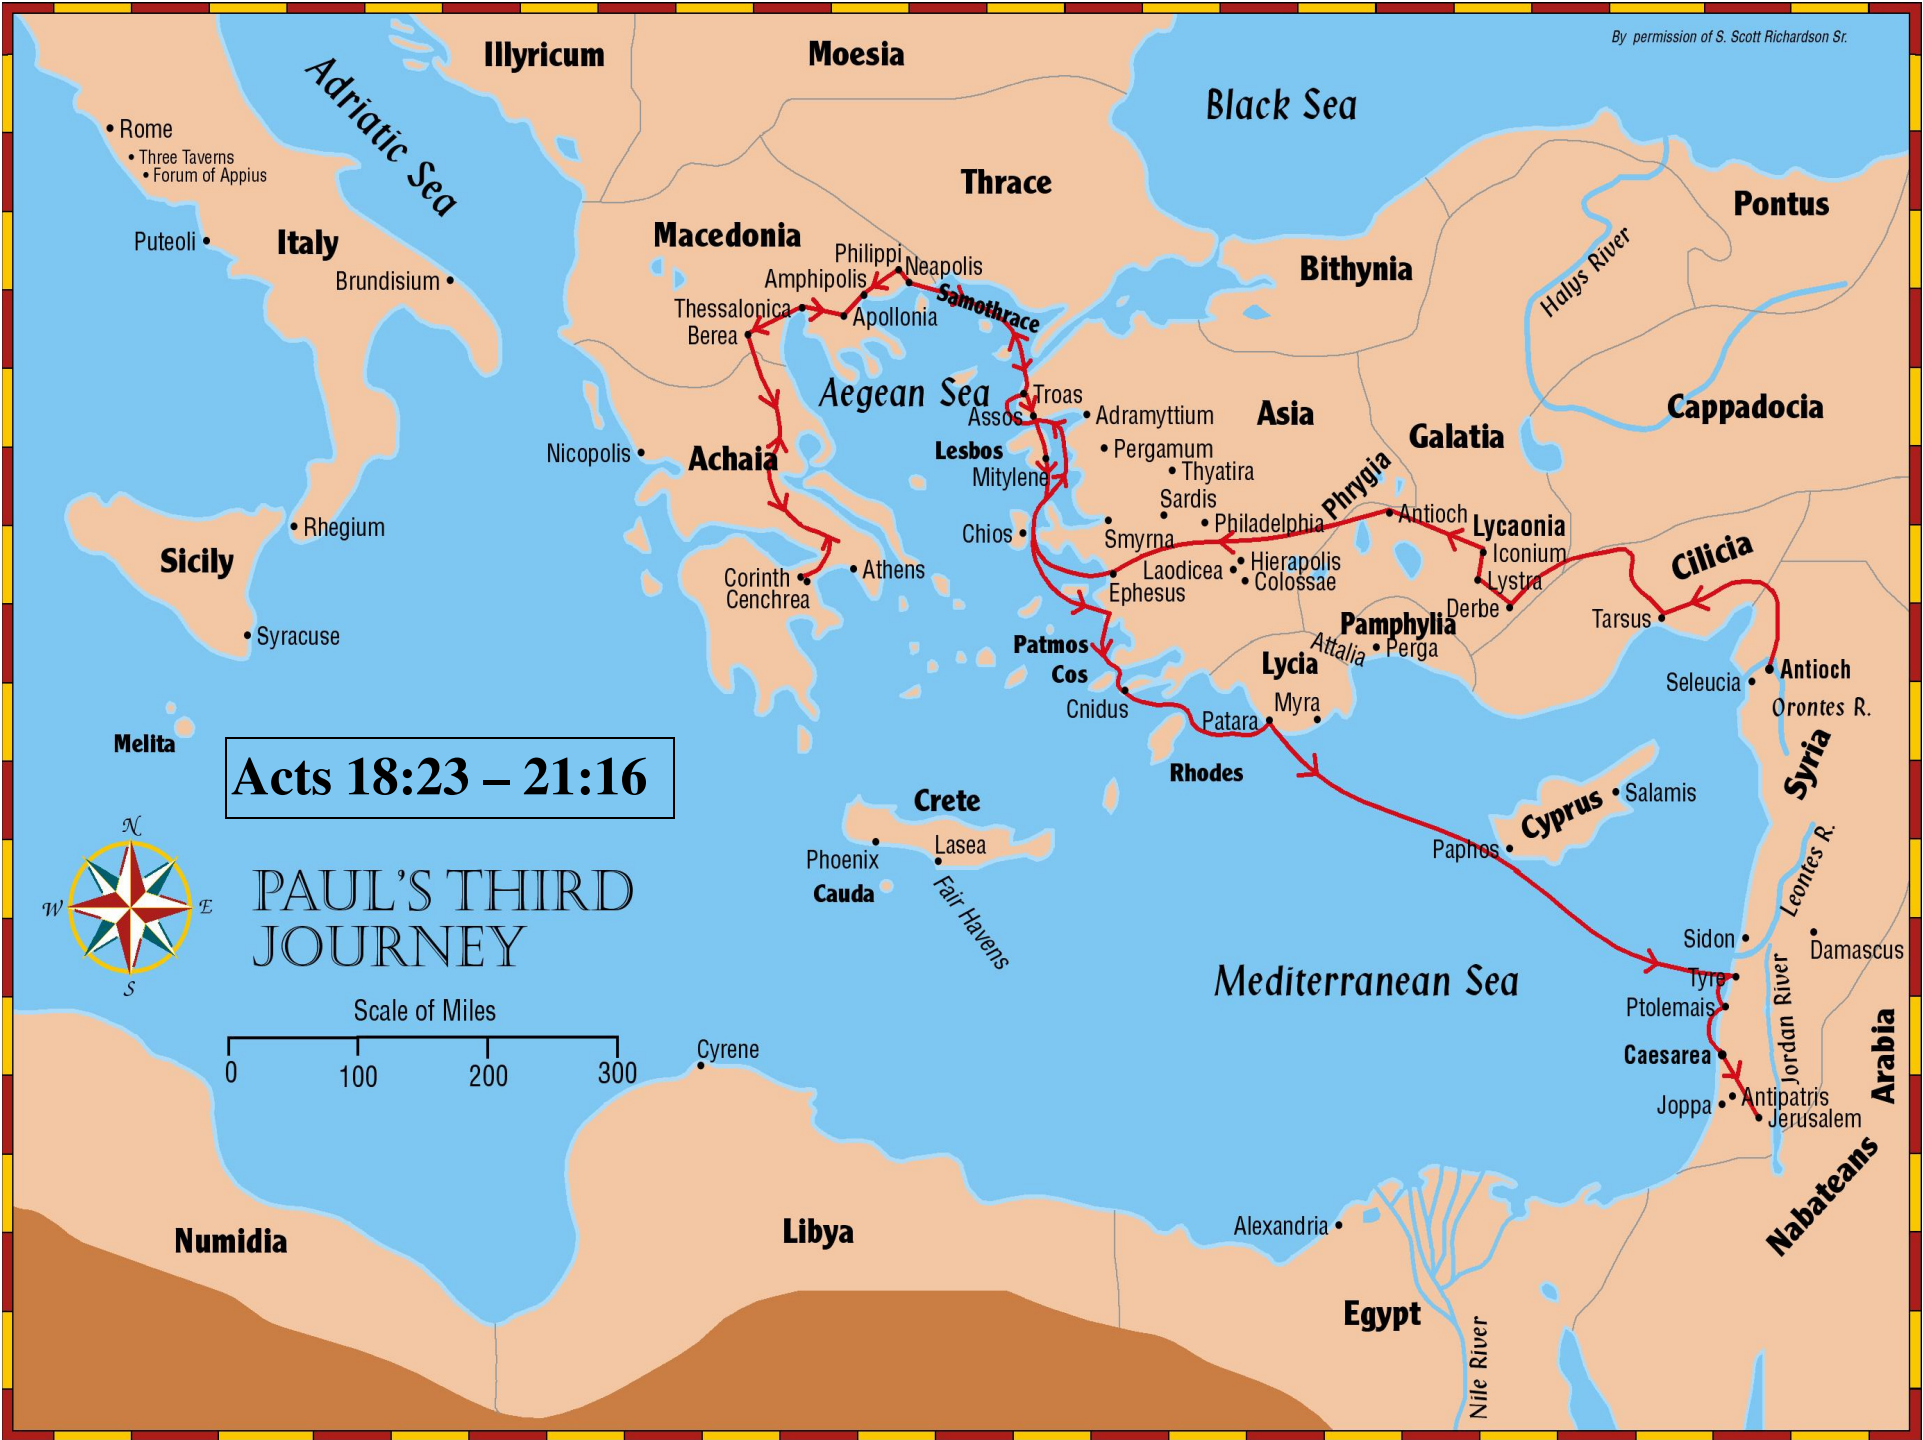 By permission of S. Scott Richardson Sr.
Illyricum
Moesia
Adriatic Sea
Black Sea
Rome
Three Taverns
Forum of Appius
Thrace
Pontus
Puteoli
Italy
Macedonia
Brundisium
Philippi
Neapolis
Amphipolis
Samothrace
Thessalonica
Apollonia
Berea
Bithynia
Halys River
Aegean Sea
Troas
Assos
Adramyttium
Asia
Cappadocia
Galatia
Nicopolis
Achaia
Lesbos
Pergamum
Mitylene
Thyatira
Phrygia
Sardis
Philadelphia
Antioch
Lycaonia
Rhegium
Chios
Smyrna
Iconium
Cilicia
Sicily
Corinth
Cenchrea
Athens
Laodicea
Hierapolis
Colossae
Ephesus
Lystra
Derbe
Tarsus
Syracuse
Patmos
Cos
Pamphylia
Attalia
Perga
Lycia
Seleucia
Antioch
Orontes R.
Cnidus
Patara
Myra
Melita
Syria
Rhodes
Acts 18:23 – 21:16
Crete
Cyprus
Salamis
Phoenix
Lasea
Paphos
Leontes R.
Cauda
Fair Havens
N
W
E
S
PAUL'S THIRD
JOURNEY
Sidon
Damascus
Mediterranean Sea
Tyre
Jordan River
Ptolemais
Scale of Miles
0 100 200 300
Cyrene
Caesarea
Arabia
Joppa
Antipatris
Jerusalem
Nabateans
Numidia
Libya
Alexandria
Egypt
Nile River